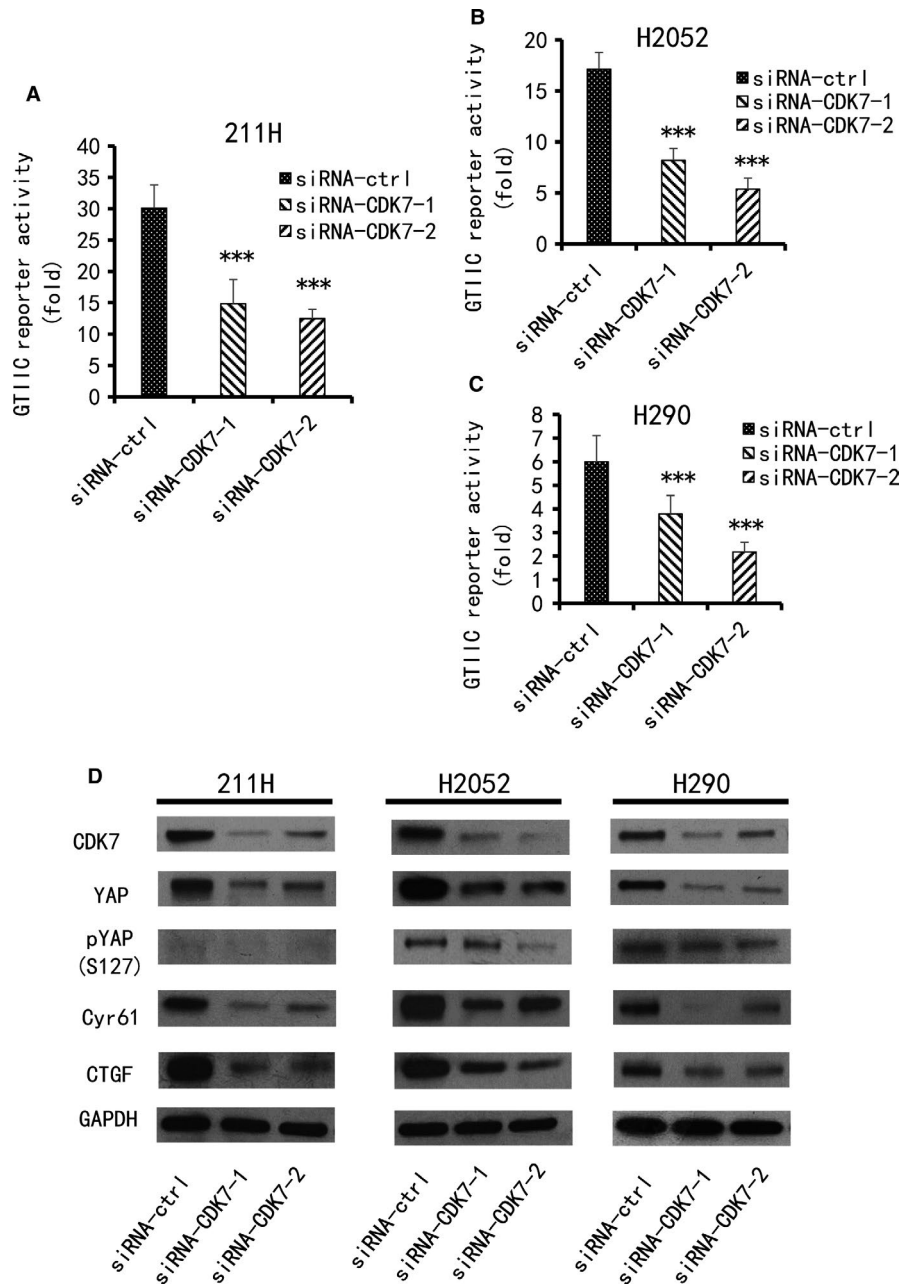 A
211H
GTIIC reporter activity
(fold)
40
35
30
25
20
15
10
5
0
siRNA-ctrl
siRNA-CDK7-1
siRNA-CDK7-2
***
***
siRNA-ctrl
siRNA-CDK7-1
siRNA-CDK7-2
B
H2052
GTIIC reporter activity
(fold)
20
15
10
5
0
siRNA-ctrl
siRNA-CDK7-1
siRNA-CDK7-2
***
***
siRNA-ctrl
siRNA-CDK7-1
siRNA-CDK7-2
C
H290
GTIIC reporter activity
(fold)
8
7
6
5
4
3
2
1
0
siRNA-ctrl
siRNA-CDK7-1
siRNA-CDK7-2
***
***
siRNA-ctrl
siRNA-CDK7-1
siRNA-CDK7-2
D
211H
H2052
H290
CDK7
YAP
pYAP
(S127)
Cyr61
CTGF
GAPDH
siRNA-ctrl
siRNA-CDK7-1
siRNA-CDK7-2
siRNA-ctrl
siRNA-CDK7-1
siRNA-CDK7-2
siRNA-ctrl
siRNA-CDK7-1
siRNA-CDK7-2